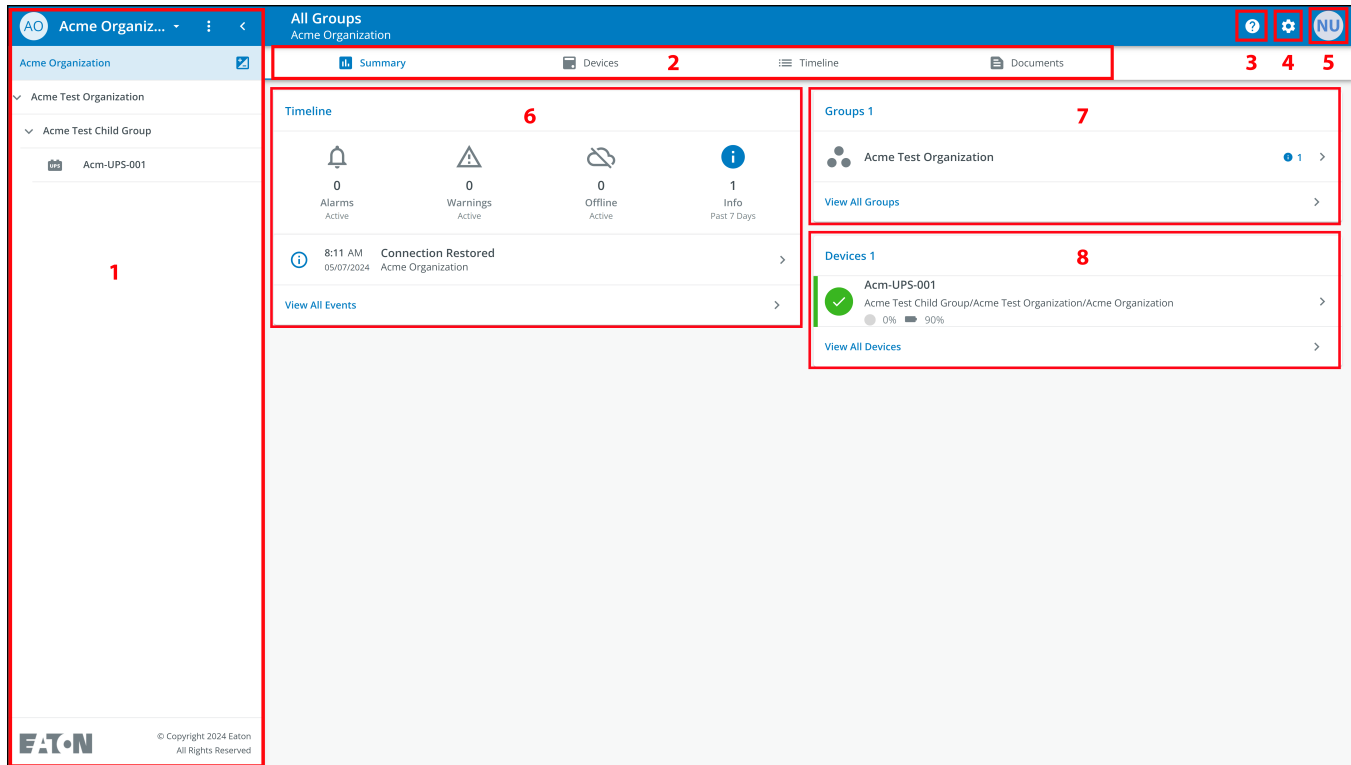 AO Acme Organiz...
All Groups
Acme Organization
NU
Acme Organization
Summary
Devices
2
Timeline
Documents
3
4
5
Acme Test Organization
Acme Test Child Group
UPS Acm-UPS-001
1
EATON
© Copyright 2024 Eaton
All Rights Reserved
Timeline
6
0
Alarms
Active
0
Warnings
Active
0
Offline
Active
1
Info
Past 7 Days
8:11 AM Connection Restored
05/07/2024 Acme Organization
View All Events
Groups 1
7
Acme Test Organization
1
View All Groups
Devices 1
8
Acm-UPS-001
Acme Test Child Group/Acme Test Organization/Acme Organization
0% 90%
View All Devices